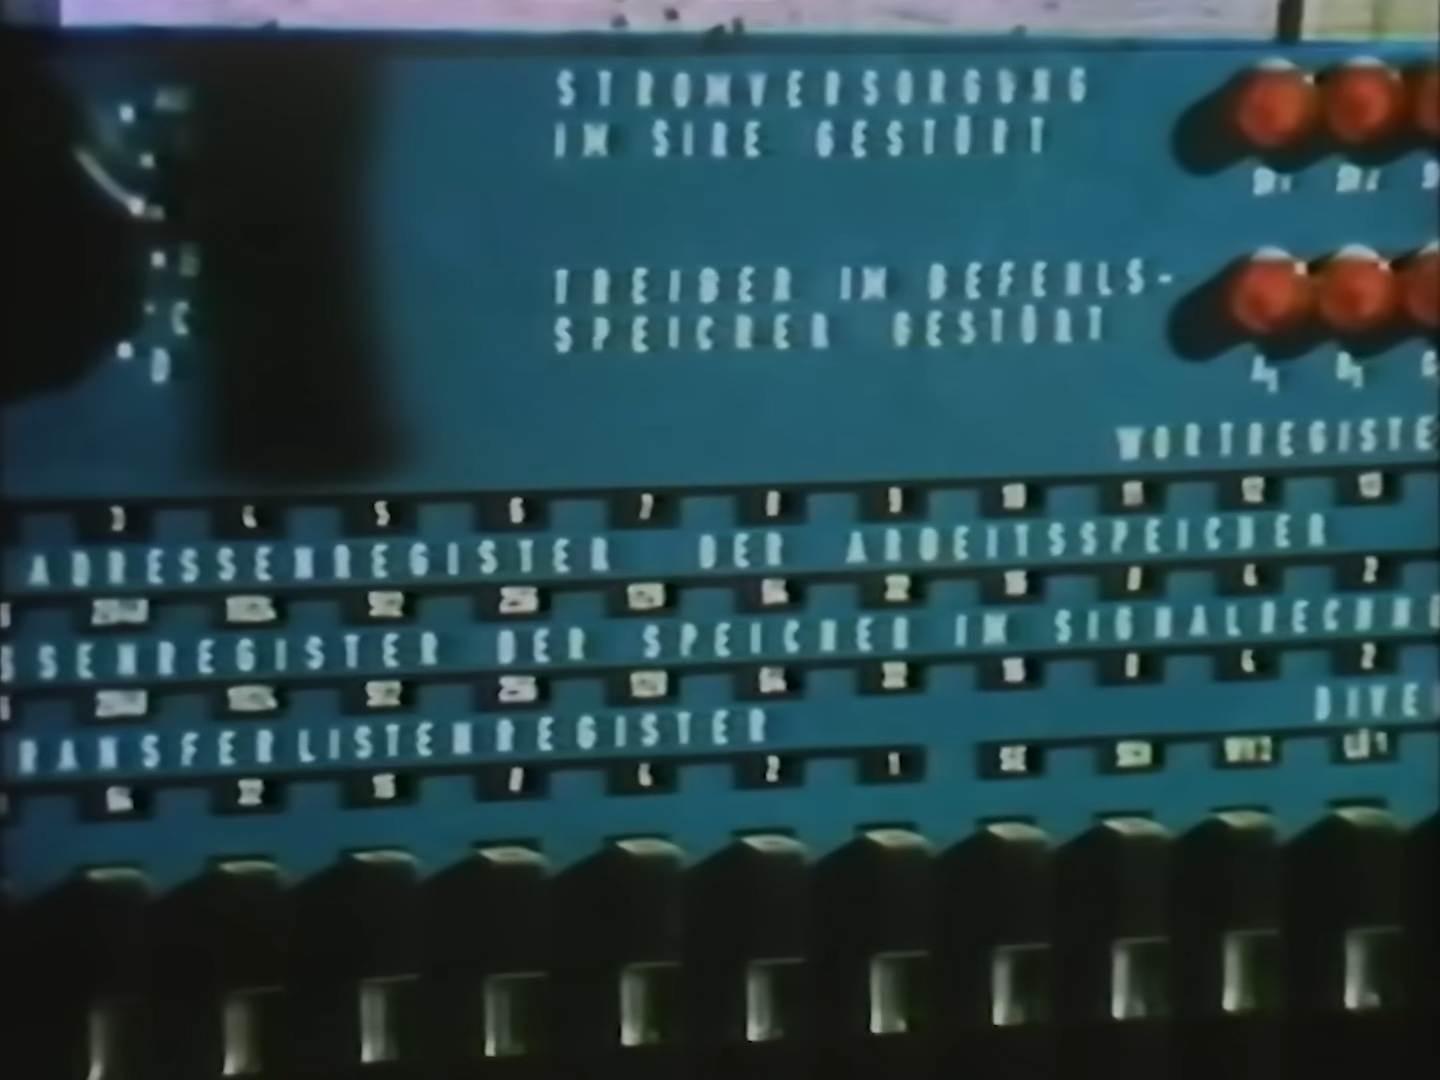 STROMVERSORGUNG
IM SIRE GESTÖRT
C
D
TREIBER IM BEFEHLS-
SPEICHER GESTÖRT
WORTREGISTE
3 4 5 6 7 8 9 10 11 12 13
ADRESSENREGISTER DER ARBEITSSPEICHER
2048 1024 512 256 128 64 32 16 8 4 2
SSENREGISTER DER SPEICHER IM SIGNALRECHN
2048 1024 512 256 128 64 32 16 8 4 2
RANSFERLISTENREGISTER
DIVE
64 32 16 8 4 2 1 SE